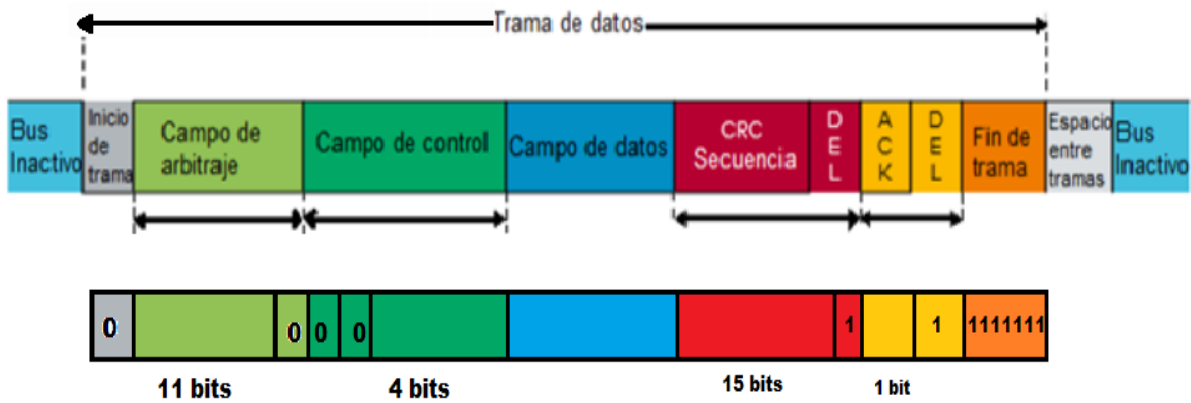 Trama de datos
Bus
Inactivo
Inicio
de
trama
Campo de
arbitraje
Campo de control
Campo de datos
CRC
Secuencia
D
E
L
A
C
K
D
E
L
Fin de
trama
Espacio
entre
tramas
Bus
Inactivo
0
0
0
0
1
1
1111111
11 bits
4 bits
15 bits
1 bit